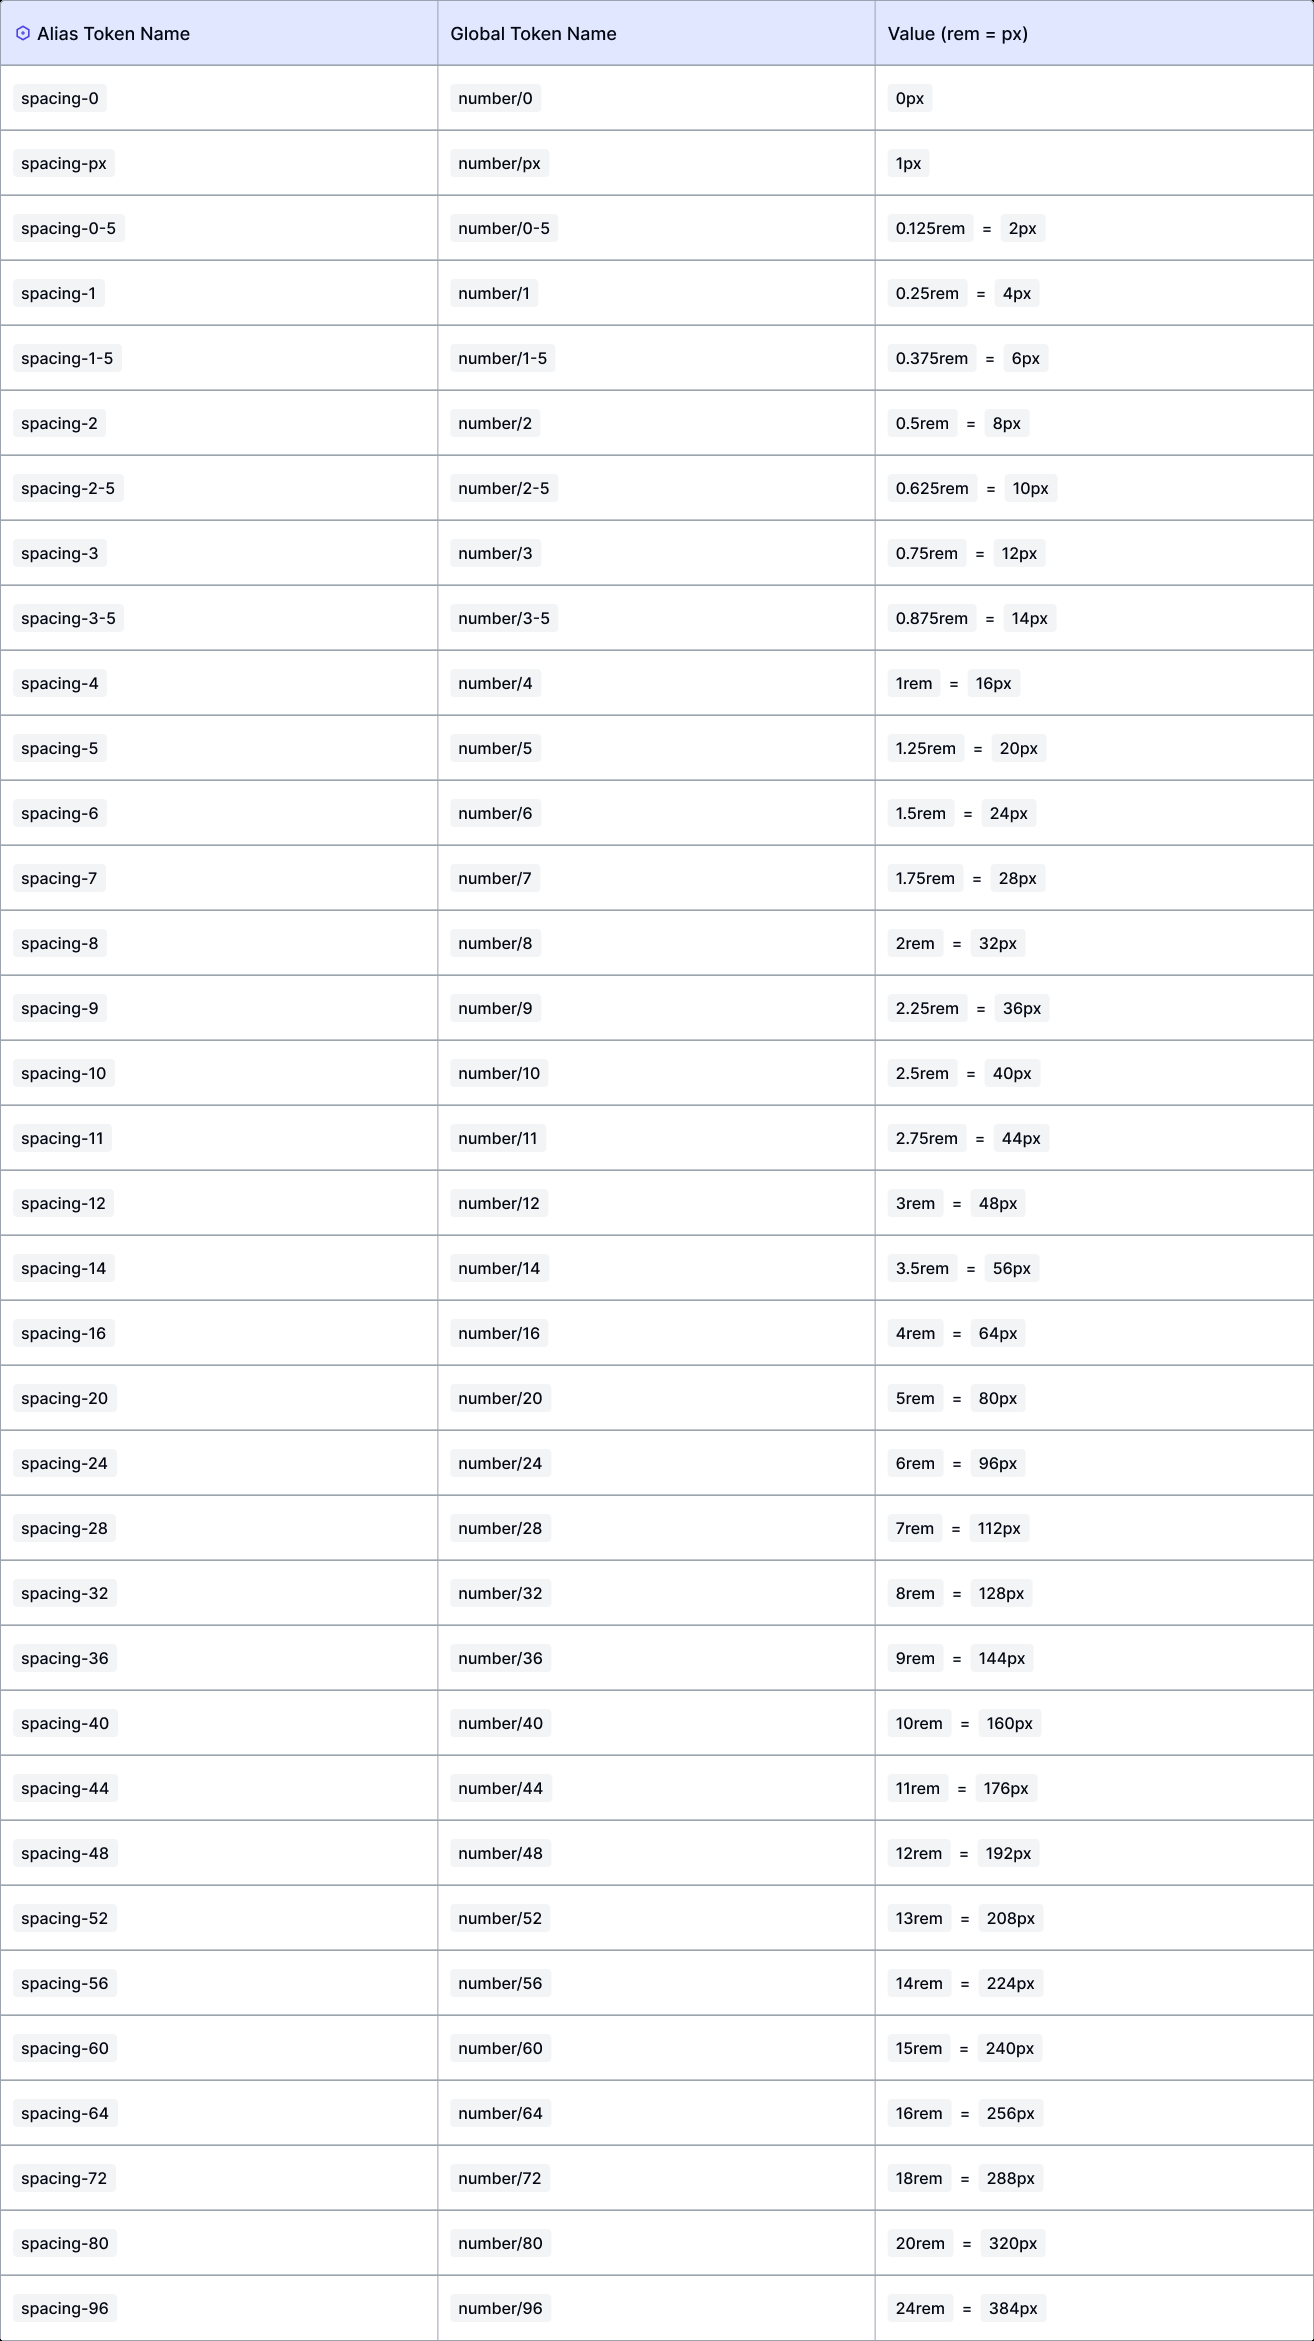 Alias Token Name Global Token Name Value (rem = px)
spacing-0 number/0 0px
spacing-px number/px 1px
spacing-0-5 number/0-5 0.125rem = 2px
spacing-1 number/1 0.25rem = 4px
spacing-1-5 number/1-5 0.375rem = 6px
spacing-2 number/2 0.5rem = 8px
spacing-2-5 number/2-5 0.625rem = 10px
spacing-3 number/3 0.75rem = 12px
spacing-3-5 number/3-5 0.875rem = 14px
spacing-4 number/4 1rem = 16px
spacing-5 number/5 1.25rem = 20px
spacing-6 number/6 1.5rem = 24px
spacing-7 number/7 1.75rem = 28px
spacing-8 number/8 2rem = 32px
spacing-9 number/9 2.25rem = 36px
spacing-10 number/10 2.5rem = 40px
spacing-11 number/11 2.75rem = 44px
spacing-12 number/12 3rem = 48px
spacing-14 number/14 3.5rem = 56px
spacing-16 number/16 4rem = 64px
spacing-20 number/20 5rem = 80px
spacing-24 number/24 6rem = 96px
spacing-28 number/28 7rem = 112px
spacing-32 number/32 8rem = 128px
spacing-36 number/36 9rem = 144px
spacing-40 number/40 10rem = 160px
spacing-44 number/44 11rem = 176px
spacing-48 number/48 12rem = 192px
spacing-52 number/52 13rem = 208px
spacing-56 number/56 14rem = 224px
spacing-60 number/60 15rem = 240px
spacing-64 number/64 16rem = 256px
spacing-72 number/72 18rem = 288px
spacing-80 number/80 20rem = 320px
spacing-96 number/96 24rem = 384px